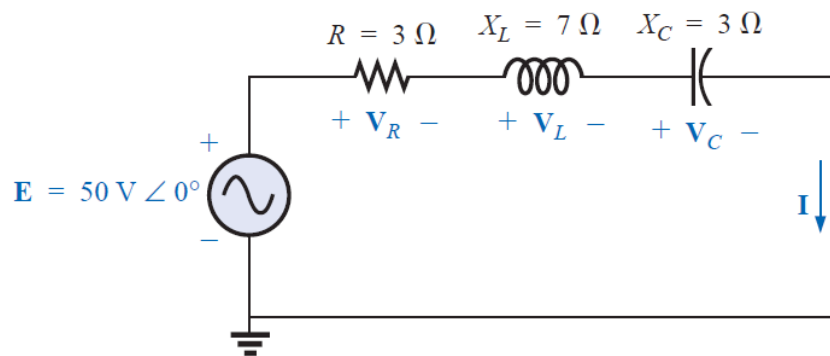 R = 3 Ω X_L = 7 Ω X_C = 3 Ω
+ V_R − + V_L − + V_C −
+
E = 50 V ∠ 0°
I
−